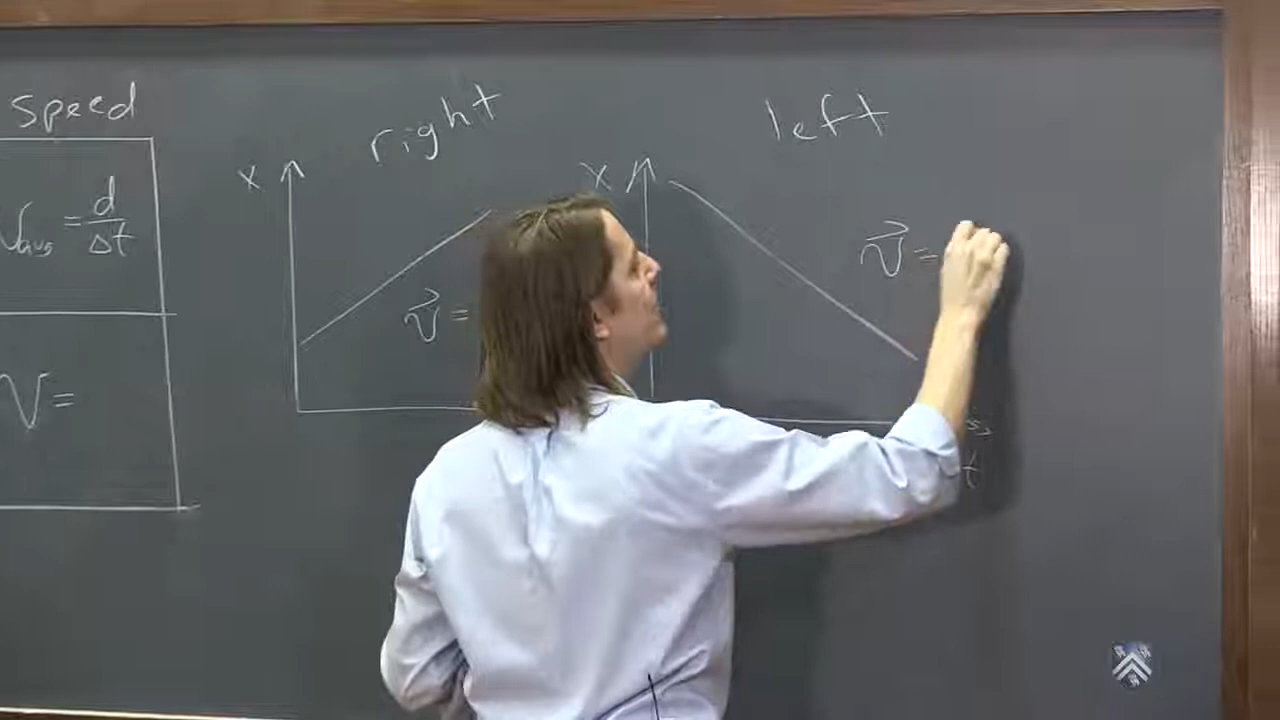 speed
v_avg = d/Δt
v =
right
x
v⃗ =
left
x
v⃗ =
t